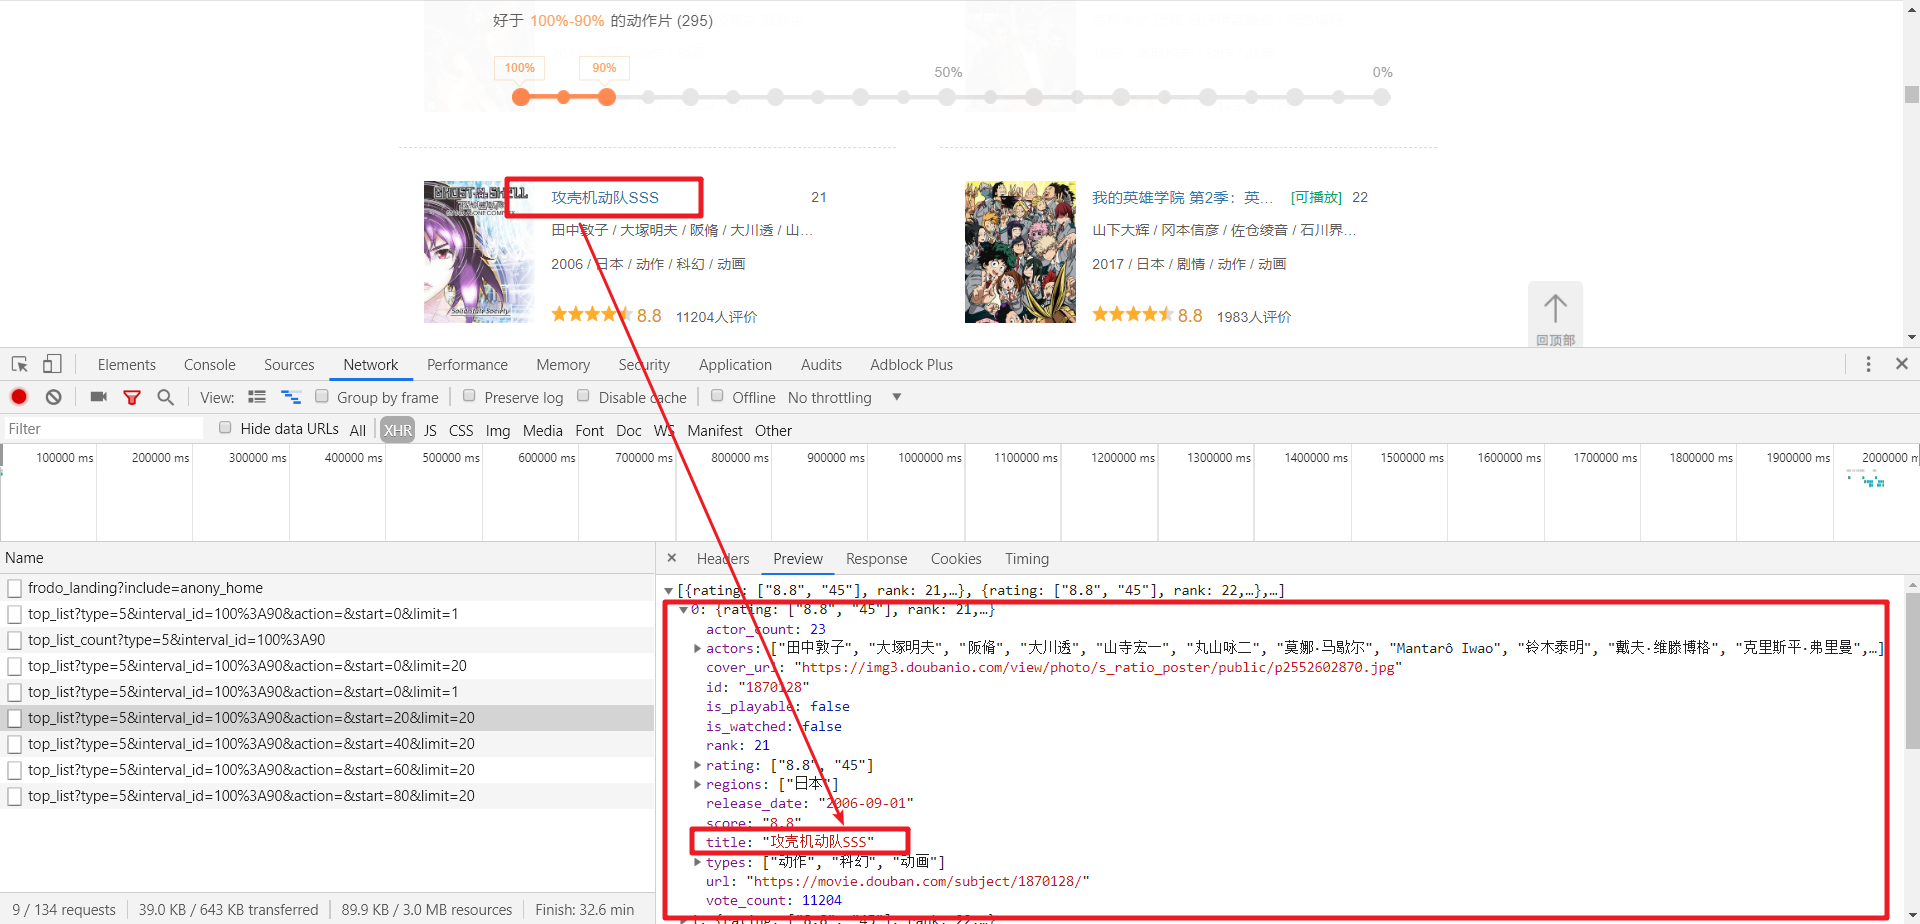 好于 100%-90% 的动作片 (295)
100% 90% 50% 0%
攻壳机动队SSS 21
田中敦子 / 大塚明夫 / 阪脩 / 大川透 / 山...
2006 / 日本 / 动作 / 科幻 / 动画
8.8 11204人评价
我的英雄学院 第2季：英... [可播放] 22
山下大辉 / 冈本信彦 / 佐仓绫音 / 石川界...
2017 / 日本 / 剧情 / 动作 / 动画
8.8 1983人评价
回顶部
Elements Console Sources Network Performance Memory Security Application Audits Adblock Plus
View: Group by frame Preserve log Disable cache Offline No throttling
Filter Hide data URLs All XHR JS CSS Img Media Font Doc WS Manifest Other
100000 ms 200000 ms 300000 ms 400000 ms 500000 ms 600000 ms 700000 ms 800000 ms 900000 ms 1000000 ms 1100000 ms 1200000 ms 1300000 ms 1400000 ms 1500000 ms 1600000 ms 1700000 ms 1800000 ms 1900000 ms 2000000 m
Name
frodo_landing?include=anony_home
top_list?type=5&interval_id=100%3A90&action=&start=0&limit=1
top_list_count?type=5&interval_id=100%3A90
top_list?type=5&interval_id=100%3A90&action=&start=0&limit=20
top_list?type=5&interval_id=100%3A90&action=&start=0&limit=1
top_list?type=5&interval_id=100%3A90&action=&start=20&limit=20
top_list?type=5&interval_id=100%3A90&action=&start=40&limit=20
top_list?type=5&interval_id=100%3A90&action=&start=60&limit=20
top_list?type=5&interval_id=100%3A90&action=&start=80&limit=20
9 / 134 requests 39.0 KB / 643 KB transferred 89.9 KB / 3.0 MB resources Finish: 32.6 min
Headers Preview Response Cookies Timing
[{rating: ["8.8", "45"], rank: 21,…}, {rating: ["8.8", "45"], rank: 22,…},…]
0: {rating: ["8.8", "45"], rank: 21,…}
actor_count: 23
actors: ["田中敦子", "大塚明夫", "阪脩", "大川透", "山寺宏一", "丸山咏二", "莫娜·马歇尔", "Mantarô Iwao", "铃木泰明", "戴夫·维滕博格", "克里斯平·弗里曼",…]
cover_url: "https://img3.doubanio.com/view/photo/s_ratio_poster/public/p2552602870.jpg"
id: "1870128"
is_playable: false
is_watched: false
rank: 21
rating: ["8.8", "45"]
regions: ["日本"]
release_date: "2006-09-01"
score: "8.8"
title: "攻壳机动队SSS"
types: ["动作", "科幻", "动画"]
url: "https://movie.douban.com/subject/1870128/"
vote_count: 11204